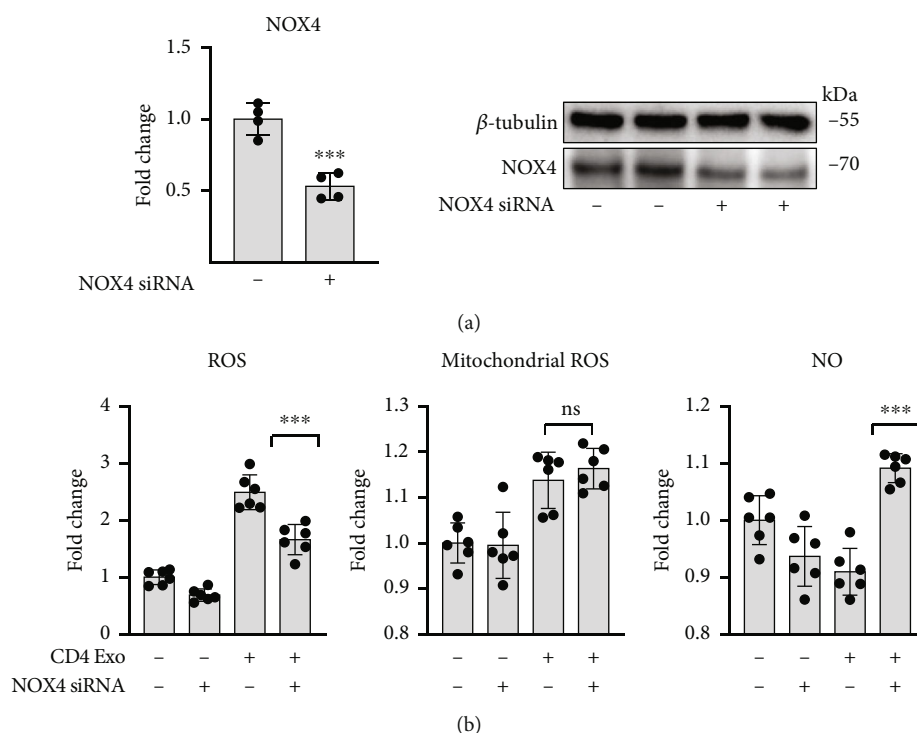 NOX4
1.5
1.0
0.5
Fold change
***
NOX4 siRNA – +
kDa
β-tubulin –55
NOX4 –70
NOX4 siRNA – – + +
(a)
ROS
4
3
2
1
0
Fold change
***
CD4 Exo – – + +
NOX4 siRNA – + – +
Mitochondrial ROS
1.3
1.2
1.1
1.0
0.9
0.8
Fold change
ns
– – + +
– + – +
NO
1.2
1.1
1.0
0.9
0.8
Fold change
***
– – + +
– + – +
(b)